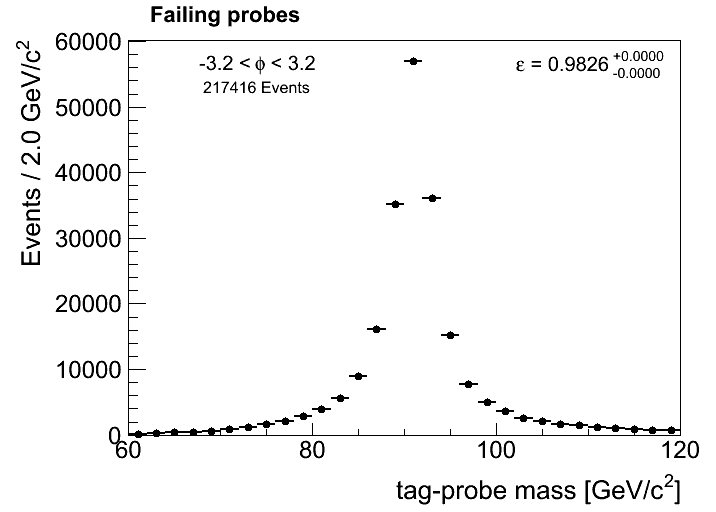 Failing probes
-3.2 < ϕ < 3.2
217416 Events
ε = 0.9826 +0.0000 -0.0000
Events / 2.0 GeV/c²
60000
50000
40000
30000
20000
10000
0
60 80 100 120
tag-probe mass [GeV/c²]